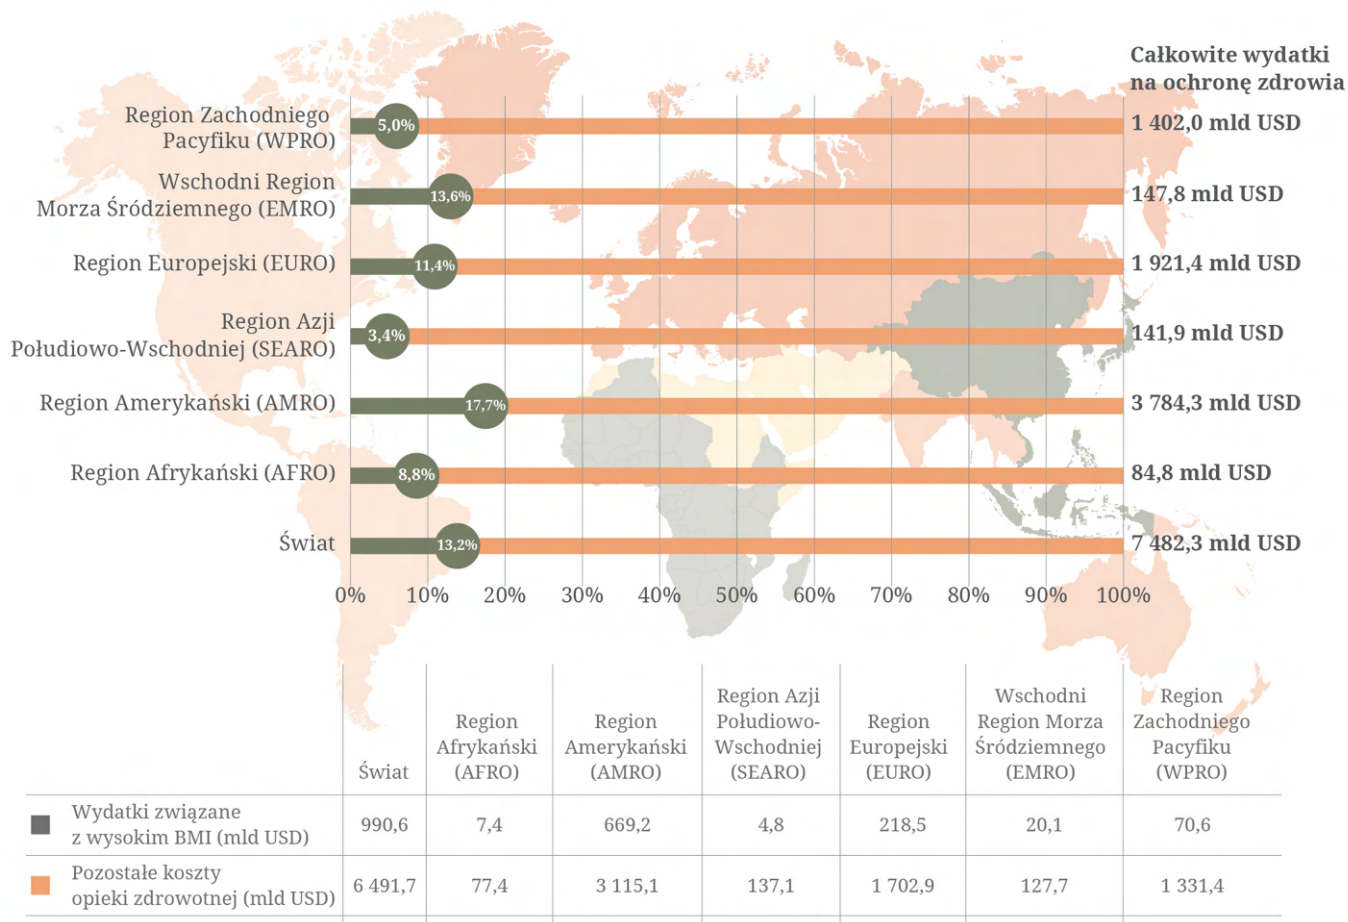 Całkowite wydatki
na ochronę zdrowia
Region Zachodniego
Pacyfiku (WPRO)
5,0%
1 402,0 mld USD
Wschodni Region
Morza Śródziemnego (EMRO)
13,6%
147,8 mld USD
Region Europejski (EURO)
11,4%
1 921,4 mld USD
Region Azji
Południowo-Wschodniej (SEARO)
3,4%
141,9 mld USD
Region Amerykański (AMRO)
17,7%
3 784,3 mld USD
Region Afrykański (AFRO)
8,8%
84,8 mld USD
Świat
13,2%
7 482,3 mld USD
0% 10% 20% 30% 40% 50% 60% 70% 80% 90% 100%
Świat
Region
Afrykański
(AFRO)
Region
Amerykański
(AMRO)
Region Azji
Połudiowo-
Wschodniej
(SEARO)
Region
Europejski
(EURO)
Wschodni
Region Morza
Śródziemnego
(EMRO)
Region
Zachodniego
Pacyfiku
(WPRO)
Wydatki związane
z wysokim BMI (mld USD)
990,6 7,4 669,2 4,8 218,5 20,1 70,6
Pozostałe koszty
opieki zdrowotnej (mld USD)
6 491,7 77,4 3 115,1 137,1 1 702,9 127,7 1 331,4